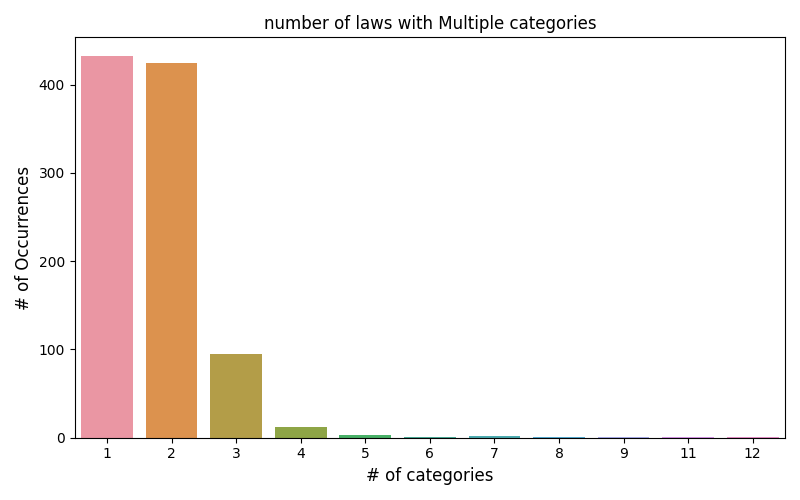 number of laws with Multiple categories
# of Occurrences
400
300
200
100
0
1 2 3 4 5 6 7 8 9 11 12
# of categories